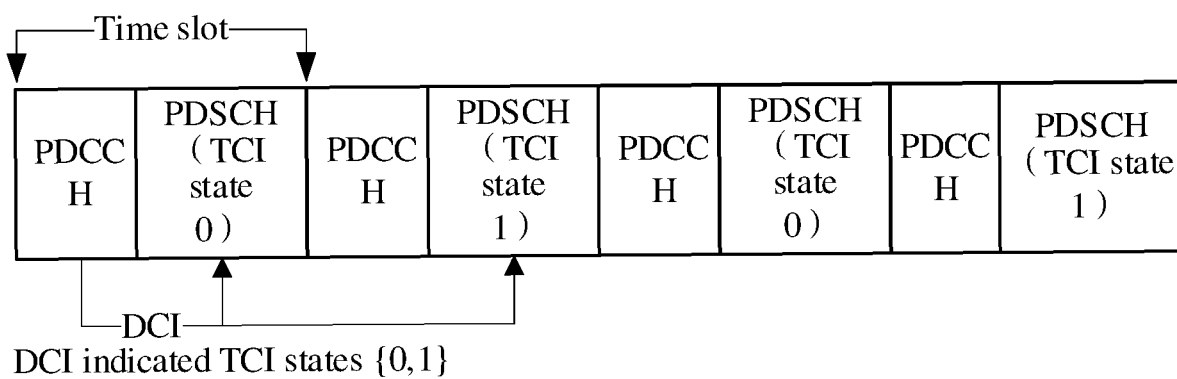 Time slot
PDCC
H
PDSCH
( TCI
state
0 )
PDCC
H
PDSCH
( TCI
state
1 )
PDCC
H
PDSCH
( TCI
state
0 )
PDCC
H
PDSCH
( TCI state
1 )
DCI
DCI indicated TCI states {0,1}